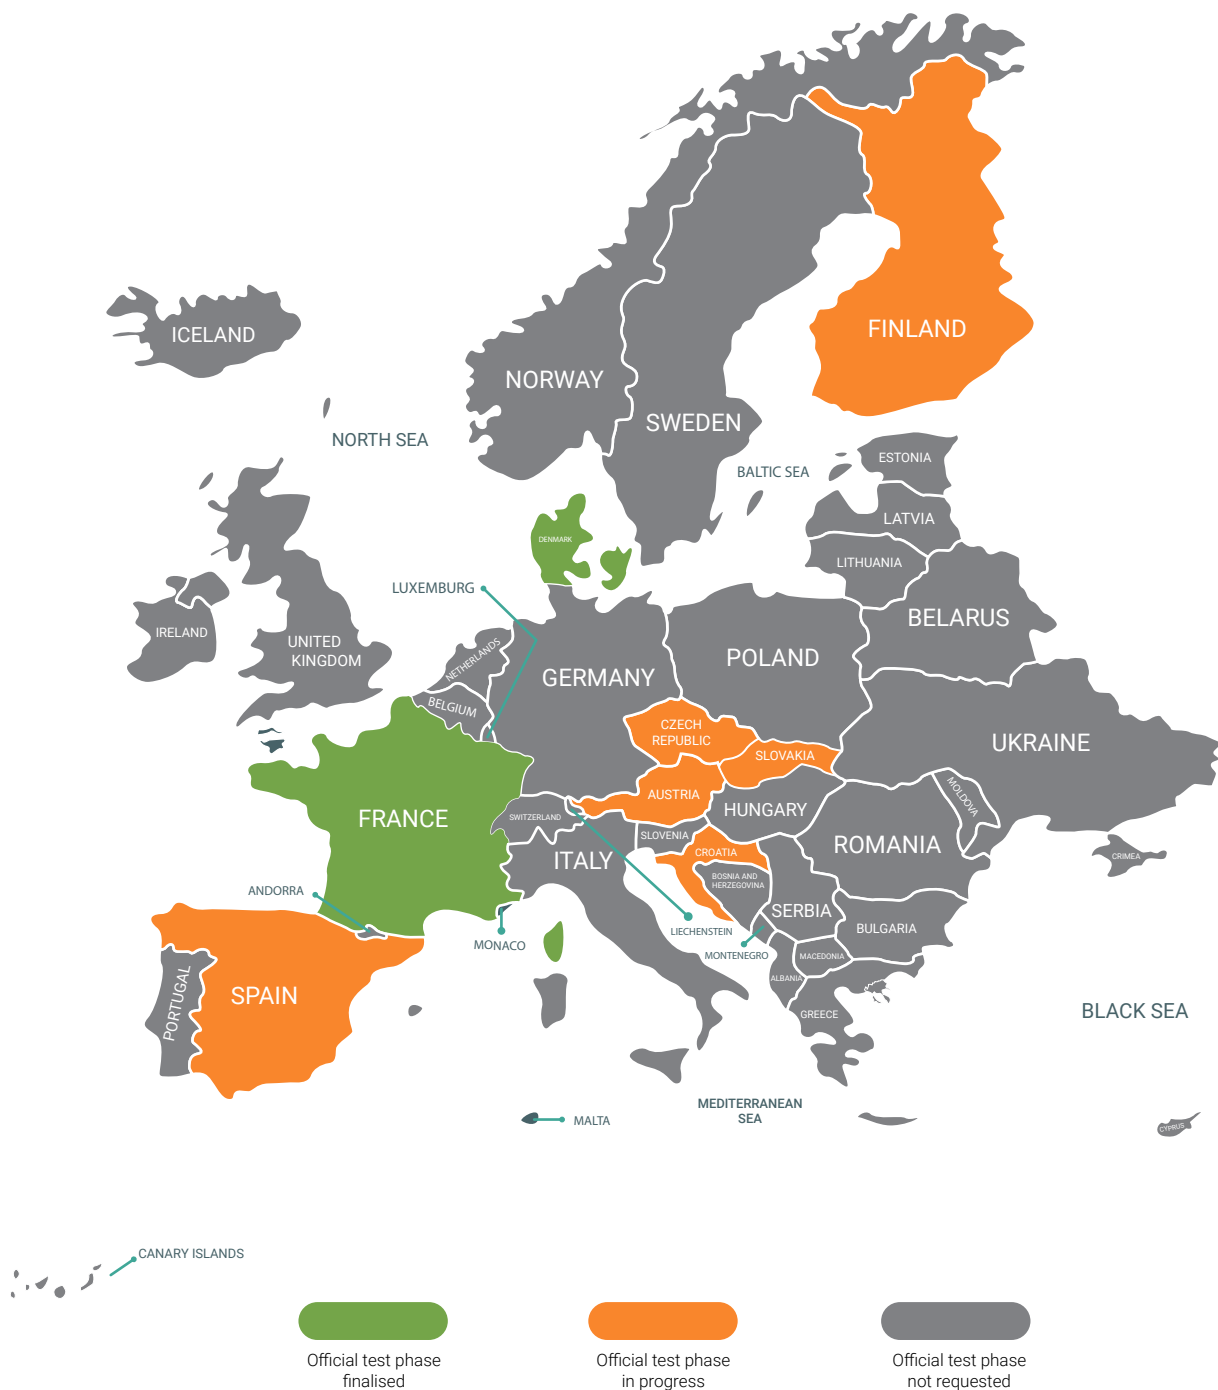 FINLAND
ICELAND
NORWAY
SWEDEN
NORTH SEA
ESTONIA
BALTIC SEA
LATVIA
DENMARK
LITHUANIA
LUXEMBURG
BELARUS
IRELAND
UNITED
KINGDOM
NETHERLANDS
POLAND
GERMANY
BELGIUM
CZECH
REPUBLIC
UKRAINE
SLOVAKIA
AUSTRIA
MOLDOVA
HUNGARY
FRANCE
SWITZERLAND
SLOVENIA
ROMANIA
CROATIA
CRIMEA
ITALY
BOSNIA AND
HERZEGOVINA
ANDORRA
SERBIA
LIECHENSTEIN
BULGARIA
MONACO
MONTENEGRO
MACEDONIA
ALBANIA
PORTUGAL
SPAIN
GREECE
BLACK SEA
MEDITERRANEAN
SEA
MALTA
CYPRUS
CANARY ISLANDS
Official test phase
finalised
Official test phase
in progress
Official test phase
not requested